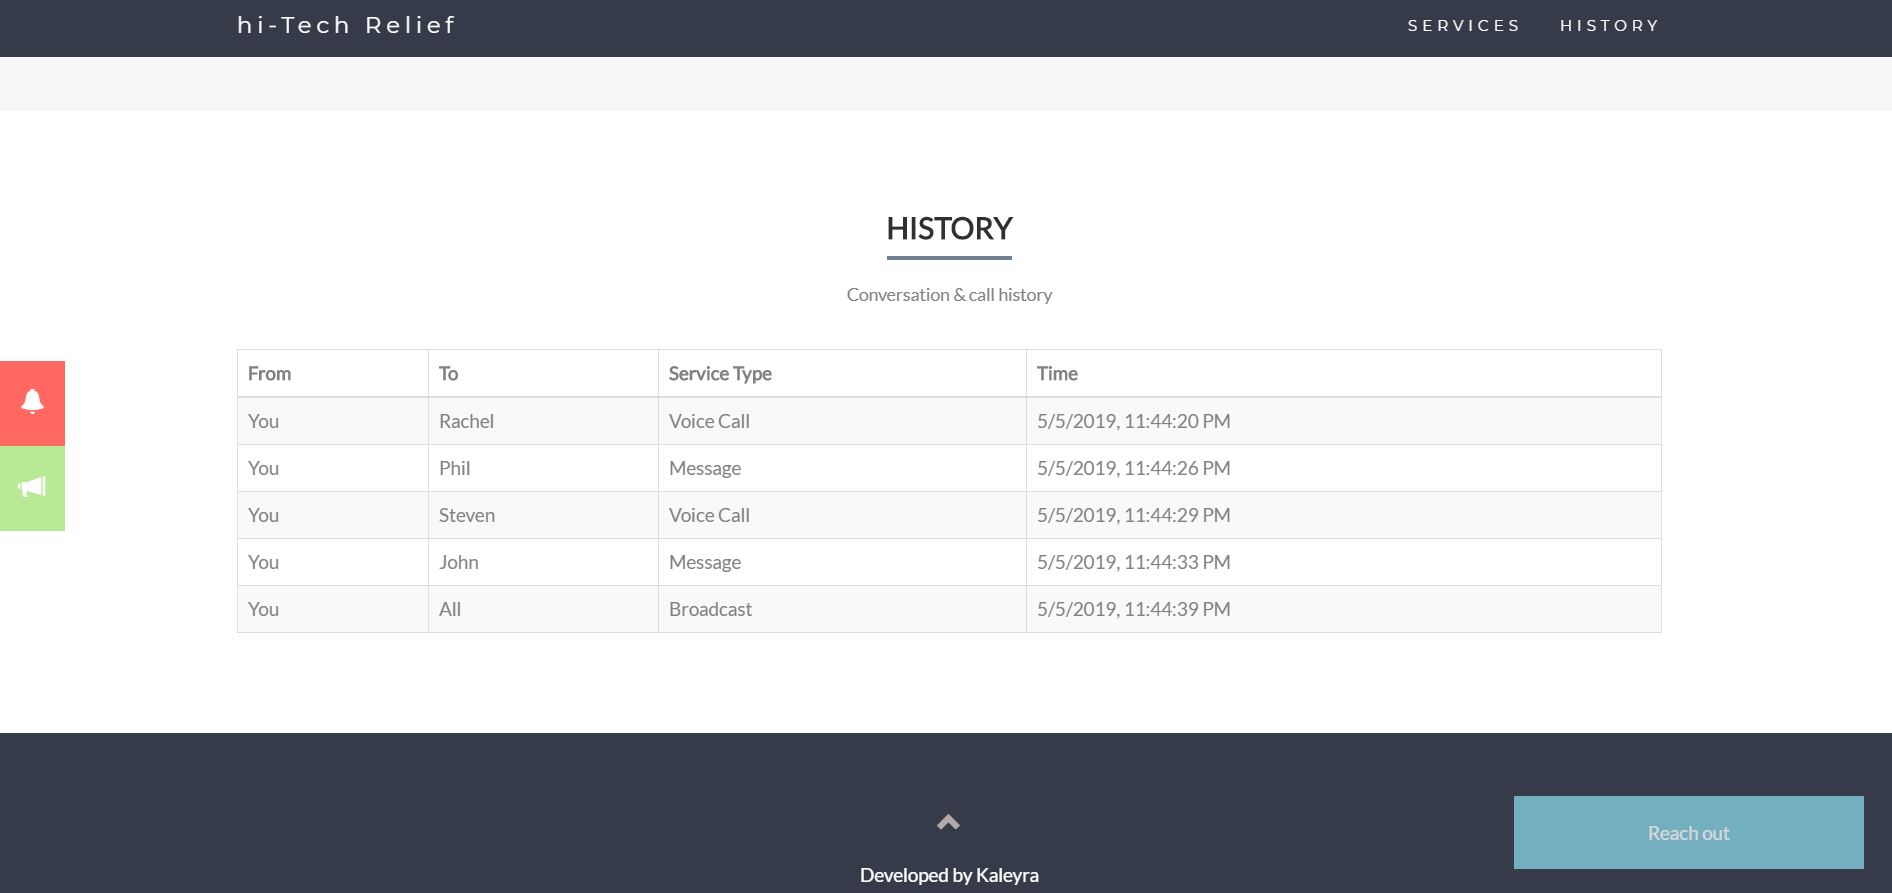 hi-Tech Relief
SERVICES HISTORY
HISTORY
Conversation & call history
From To Service Type Time
You Rachel Voice Call 5/5/2019, 11:44:20 PM
You Phil Message 5/5/2019, 11:44:26 PM
You Steven Voice Call 5/5/2019, 11:44:29 PM
You John Message 5/5/2019, 11:44:33 PM
You All Broadcast 5/5/2019, 11:44:39 PM
Reach out
Developed by Kaleyra